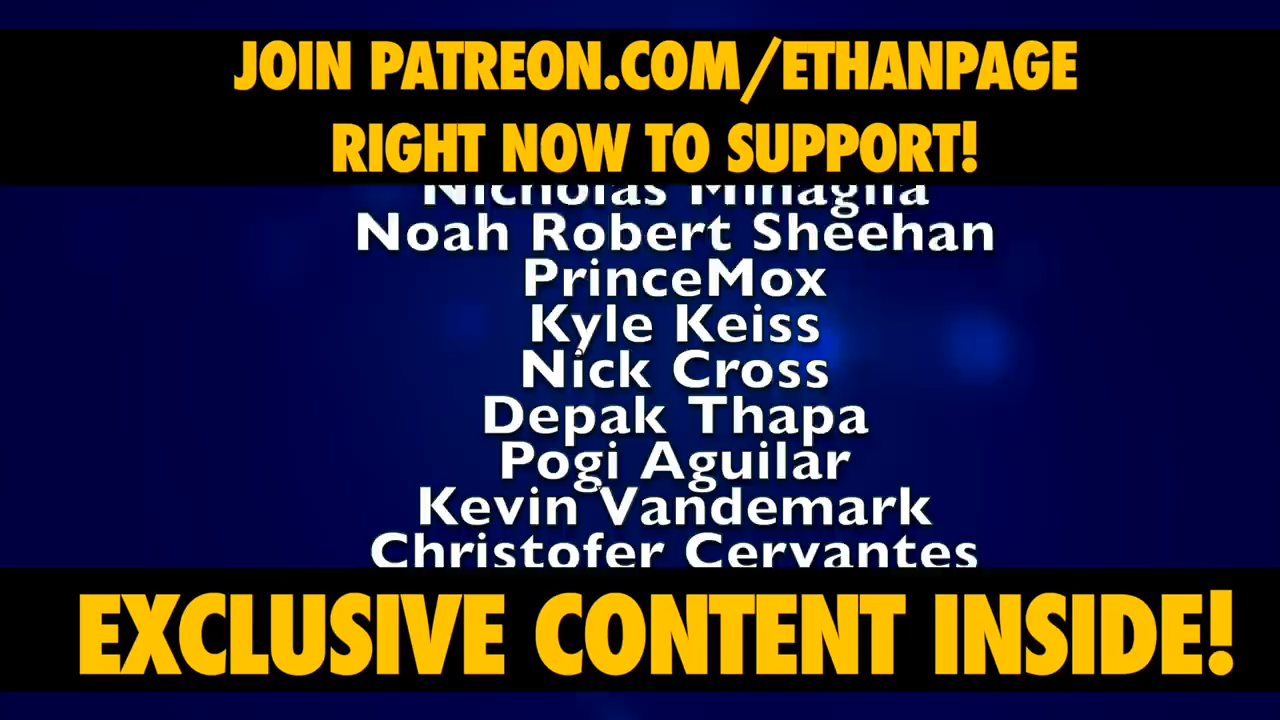 JOIN PATREON.COM/ETHANPAGE
RIGHT NOW TO SUPPORT!
Nicholas
Noah Robert Sheehan
PrinceMox
Kyle Keiss
Nick Cross
Depak Thapa
Pogi Aguilar
Kevin Vandemark
Christofer Cervantes
EXCLUSIVE CONTENT INSIDE!